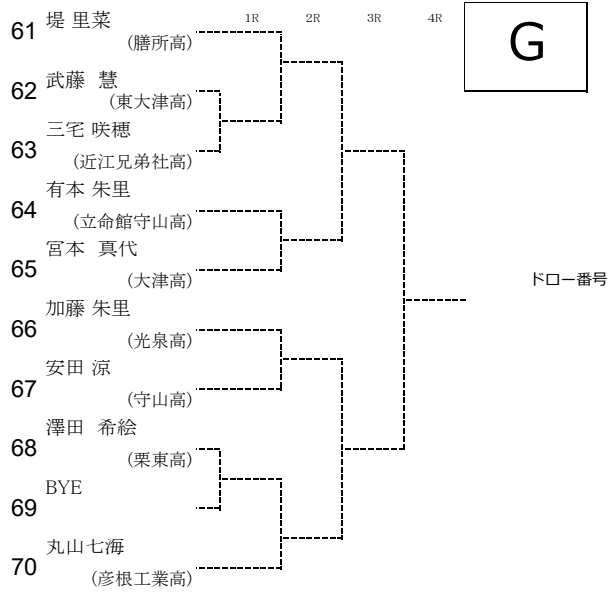 1R 2R 3R 4R
G
61 堤 里菜
(膳所高)
62 武藤 慧
(東大津高)
63 三宅 咲穂
(近江兄弟社高)
64 有本 朱里
(立命館守山高)
65 宮本 真代
(大津高)
ドロー番号
66 加藤 朱里
(光泉高)
67 安田 涼
(守山高)
68 澤田 希絵
(栗東高)
69 BYE
70 丸山七海
(彦根工業高)